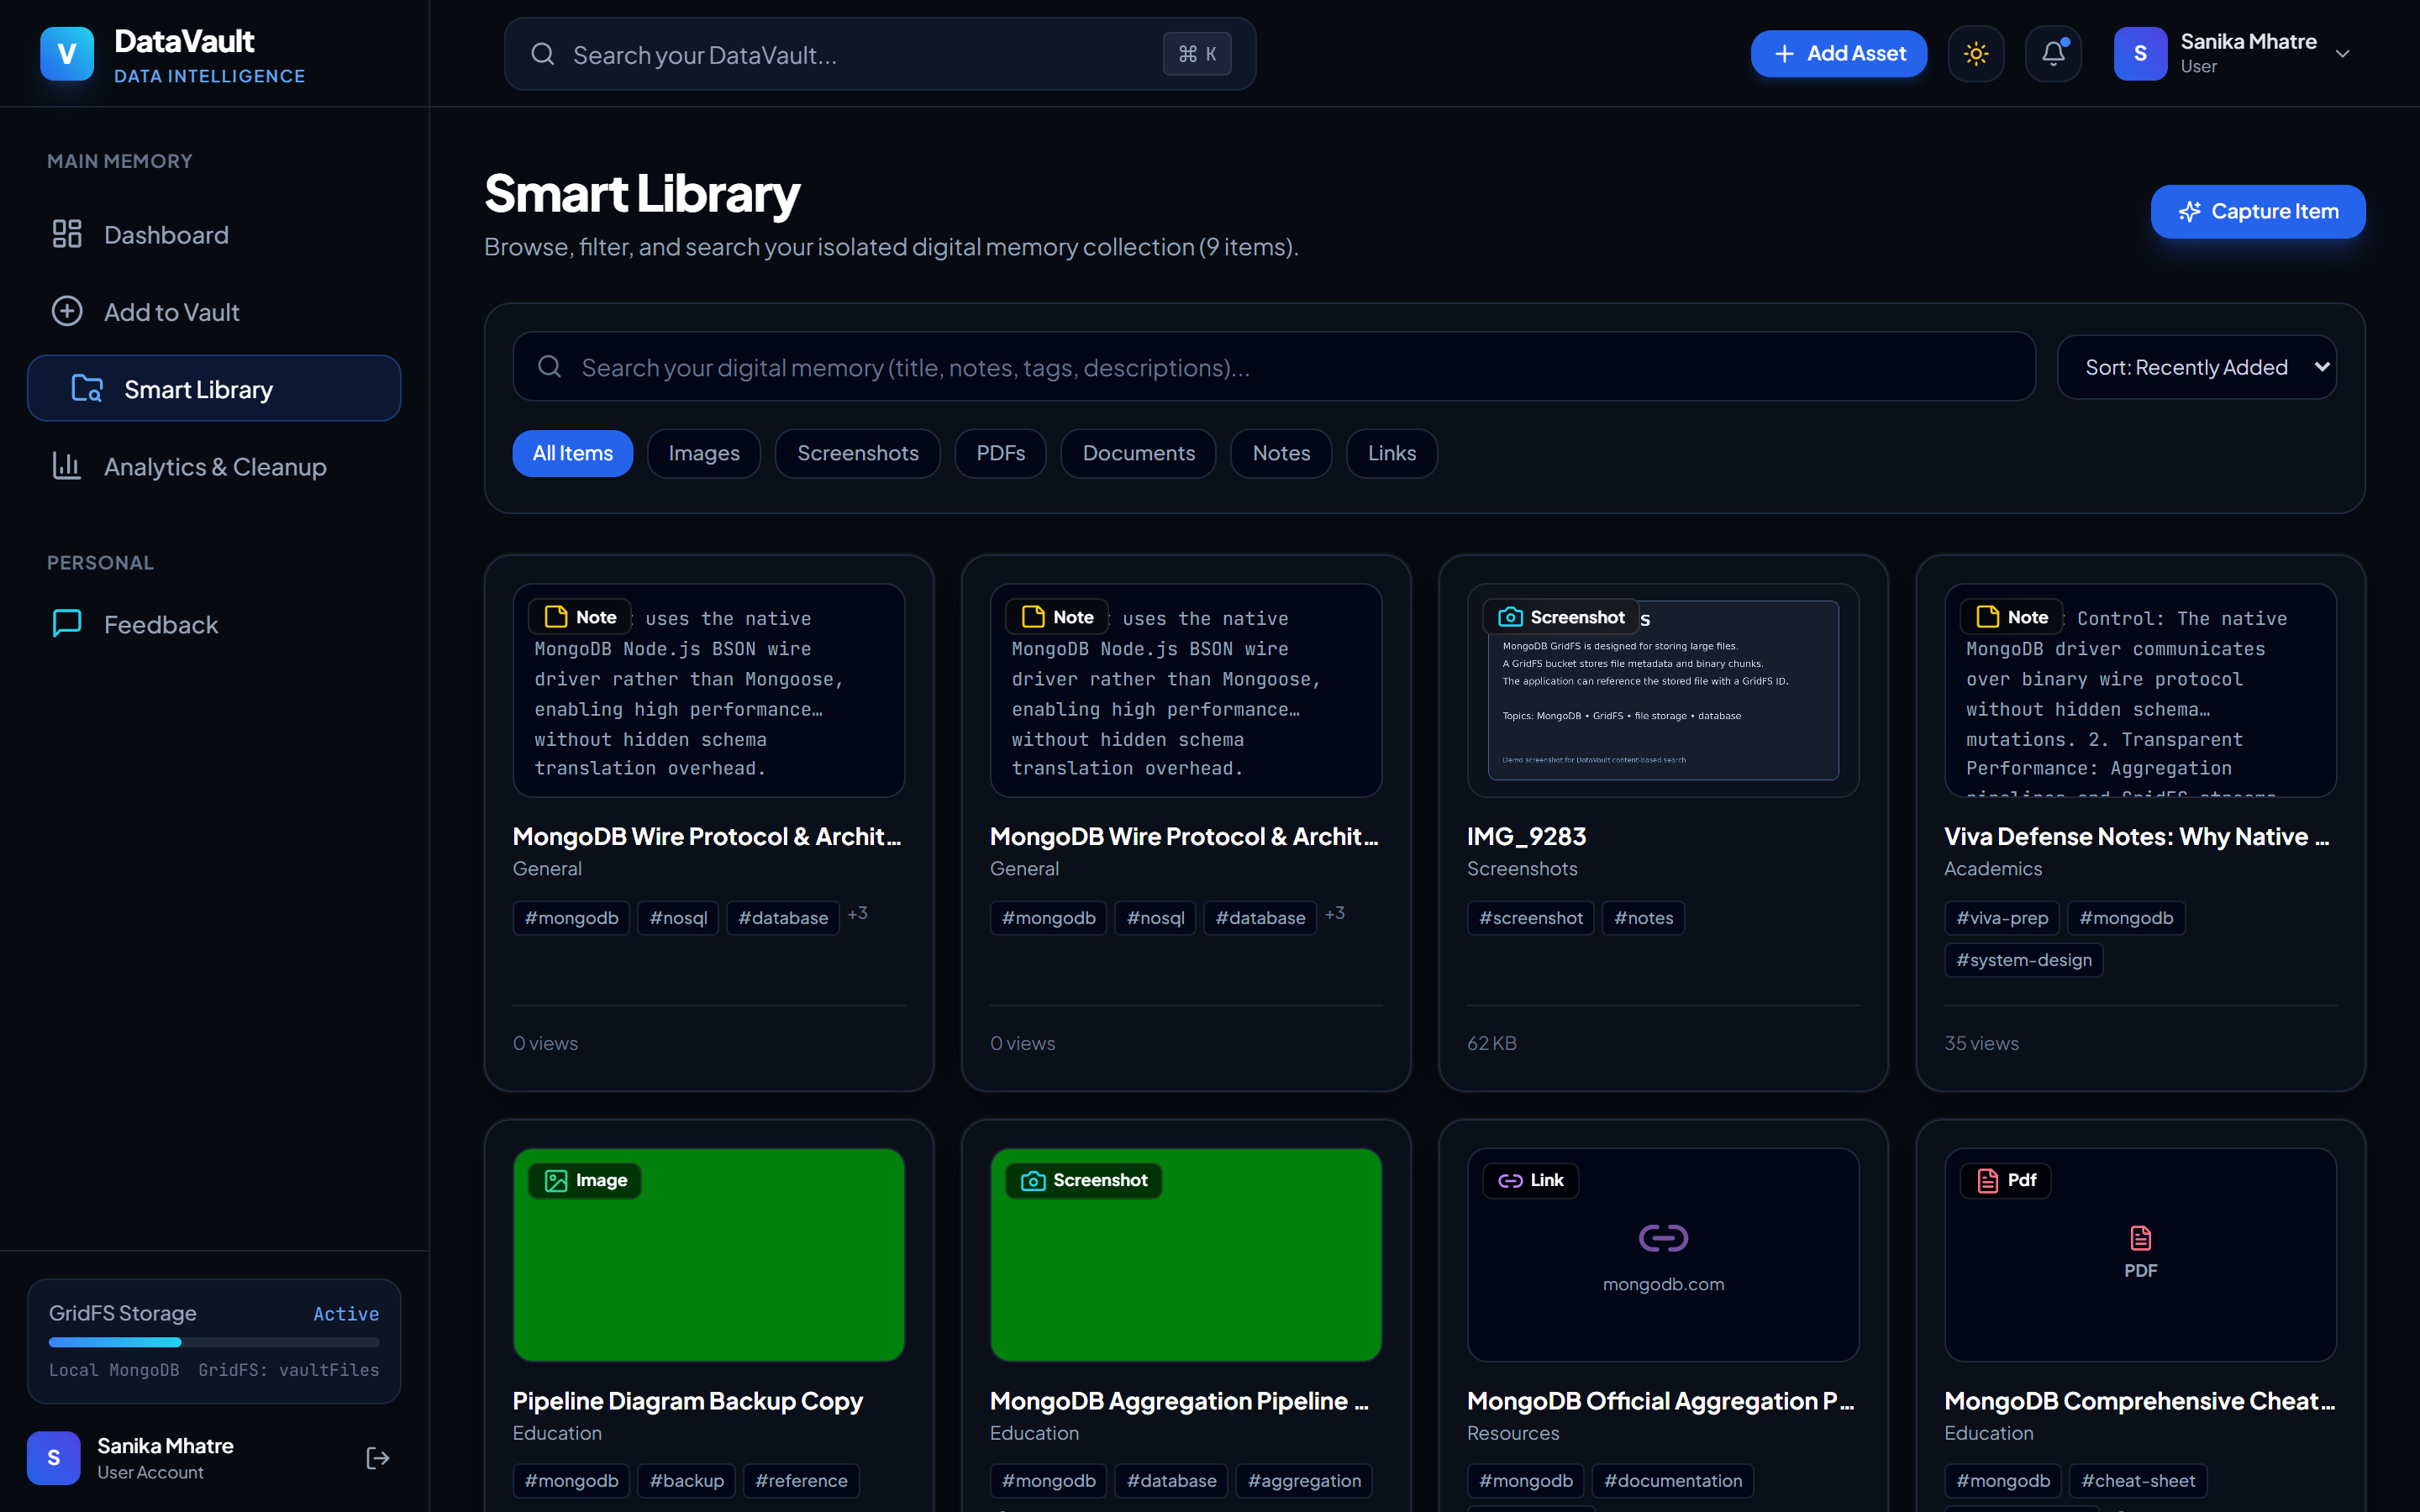 V
DataVault
DATA INTELLIGENCE
Search your DataVault...
⌘ K
Add Asset
S
Sanika Mhatre
User
MAIN MEMORY
Dashboard
Add to Vault
Smart Library
Analytics & Cleanup
PERSONAL
Feedback
GridFS Storage
Active
Local MongoDB
GridFS: vaultFiles
S
Sanika Mhatre
User Account
Smart Library
Browse, filter, and search your isolated digital memory collection (9 items).
Capture Item
Search your digital memory (title, notes, tags, descriptions)...
Sort: Recently Added
All Items
Images
Screenshots
PDFs
Documents
Notes
Links
Note
uses the native
MongoDB Node.js BSON wire
driver rather than Mongoose,
enabling high performance…
without hidden schema
translation overhead.
MongoDB Wire Protocol & Archit...
General
#mongodb
#nosql
#database
+3
0 views
Note
uses the native
MongoDB Node.js BSON wire
driver rather than Mongoose,
enabling high performance…
without hidden schema
translation overhead.
MongoDB Wire Protocol & Archit...
General
#mongodb
#nosql
#database
+3
0 views
Screenshot
s
MongoDB GridFS is designed for storing large files.
A GridFS bucket stores file metadata and binary chunks.
The application can reference the stored file with a GridFS ID.
Topics: MongoDB • GridFS • file storage • database
Demo screenshot for DataVault content-based search
IMG_9283
Screenshots
#screenshot
#notes
62 KB
Note
Control: The native
MongoDB driver communicates
over binary wire protocol
without hidden schema…
mutations. 2. Transparent
Performance: Aggregation
pipelines and GridFS streams
Viva Defense Notes: Why Native ...
Academics
#viva-prep
#mongodb
#system-design
35 views
Image
Pipeline Diagram Backup Copy
Education
#mongodb
#backup
#reference
Screenshot
MongoDB Aggregation Pipeline ...
Education
#mongodb
#database
#aggregation
Link
mongodb.com
MongoDB Official Aggregation P...
Resources
#mongodb
#documentation
Pdf
PDF
MongoDB Comprehensive Cheat...
Education
#mongodb
#cheat-sheet